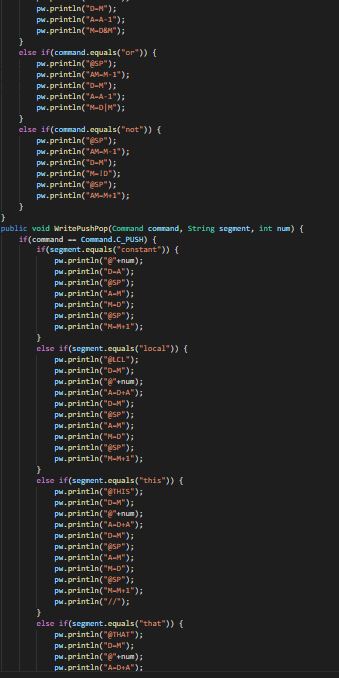 pw.println("D=M");
pw.println("A=A-1");
pw.println("M=D&M");
}
else if(command.equals("or")) {
pw.println("@SP");
pw.println("AM=M-1");
pw.println("D=M");
pw.println("A=A-1");
pw.println("M=D|M");
}
else if(command.equals("not")) {
pw.println("@SP");
pw.println("AM=M-1");
pw.println("D=M");
pw.println("M=!D");
pw.println("@SP");
pw.println("AM=M+1");
}
}
public void WritePushPop(Command command, String segment, int num) {
if(command == Command.C_PUSH) {
if(segment.equals("constant")) {
pw.println("@"+num);
pw.println("D=A");
pw.println("@SP");
pw.println("A=M");
pw.println("M=D");
pw.println("@SP");
pw.println("M=M+1");
}
else if(segment.equals("local")) {
pw.println("@LCL");
pw.println("D=M");
pw.println("@"+num);
pw.println("A=D+A");
pw.println("D=M");
pw.println("@SP");
pw.println("A=M");
pw.println("M=D");
pw.println("@SP");
pw.println("M=M+1");
}
else if(segment.equals("this")) {
pw.println("@THIS");
pw.println("D=M");
pw.println("@"+num);
pw.println("A=D+A");
pw.println("D=M");
pw.println("@SP");
pw.println("A=M");
pw.println("M=D");
pw.println("@SP");
pw.println("M=M+1");
pw.println("//");
}
else if(segment.equals("that")) {
pw.println("@THAT");
pw.println("D=M");
pw.println("@"+num);
pw.println("A=D+A");